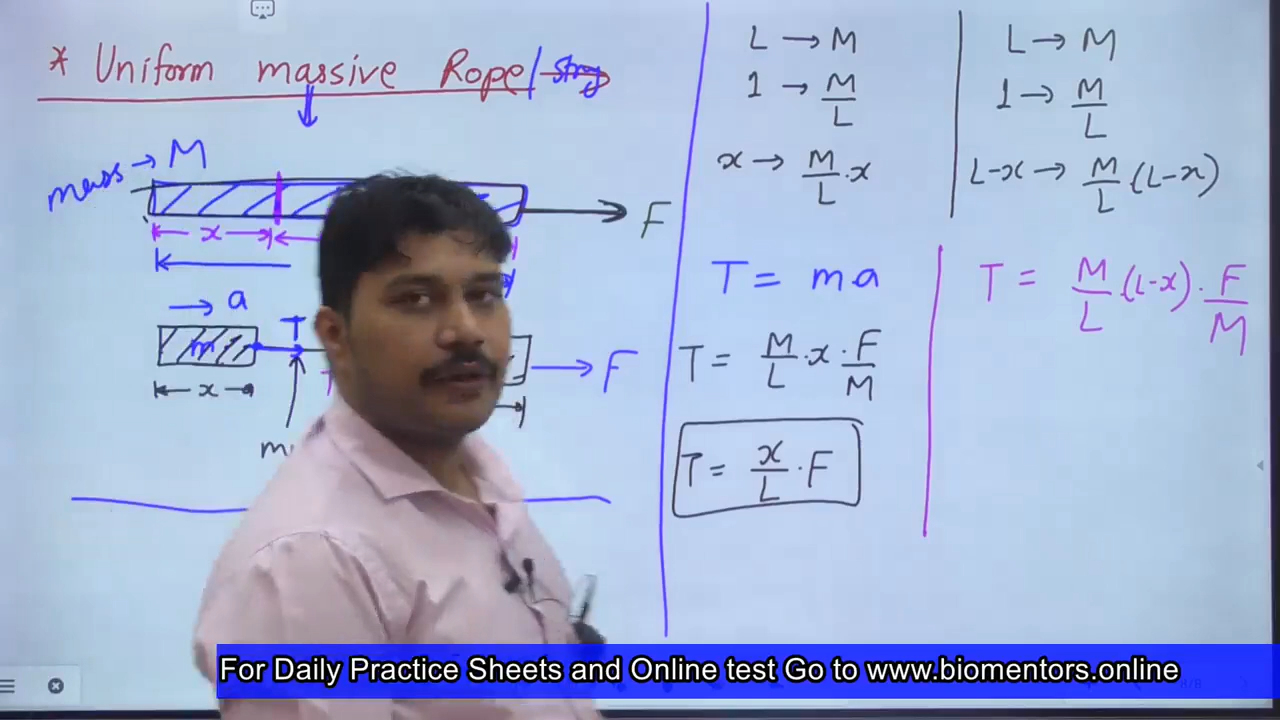 * Uniform massive Rope/string
mass → M
x
F
→ a
m
T
F
x
L → M
1 → M/L
x → M/L · x
T = ma
T = M/L · x · F/M
T = x/L · F
L → M
1 → M/L
L-x → M/L (L-x)
T = M/L (L-x) · F/M
For Daily Practice Sheets and Online test Go to www.biomentors.online